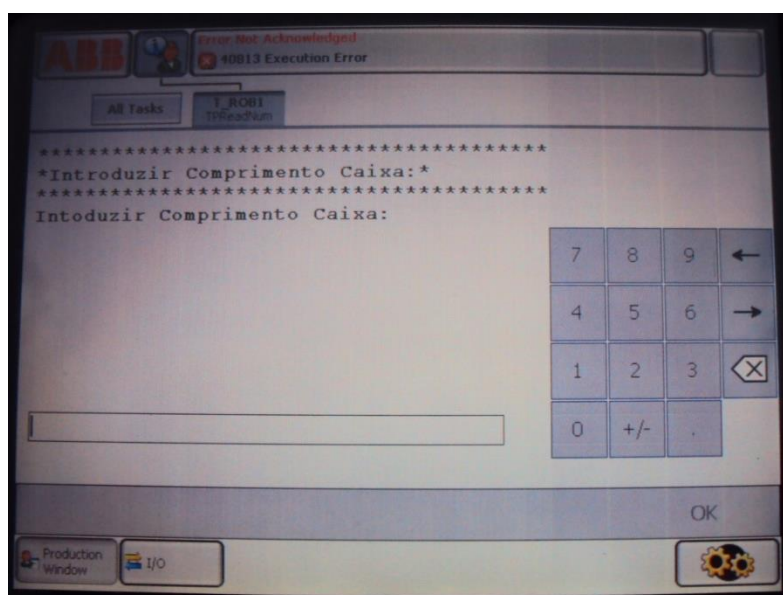 ABB
Error Not Acknowledged
40813 Execution Error
All Tasks
T_ROB1
TPReadNum
******************************************
*Introduzir Comprimento Caixa:*
******************************************
Intoduzir Comprimento Caixa:
7 8 9
4 5 6
1 2 3
0 +/- .
OK
Production
Window
I/O